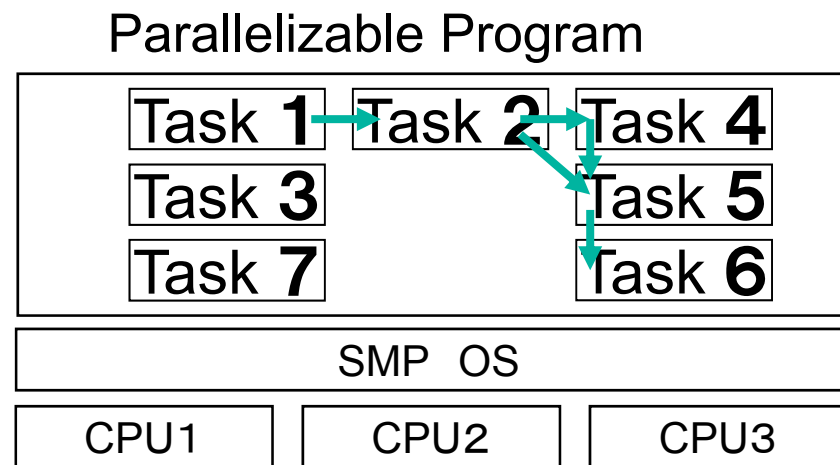 Parallelizable Program
Task 1 Task 2 Task 4
Task 3 Task 5
Task 7 Task 6
SMP OS
CPU1 CPU2 CPU3